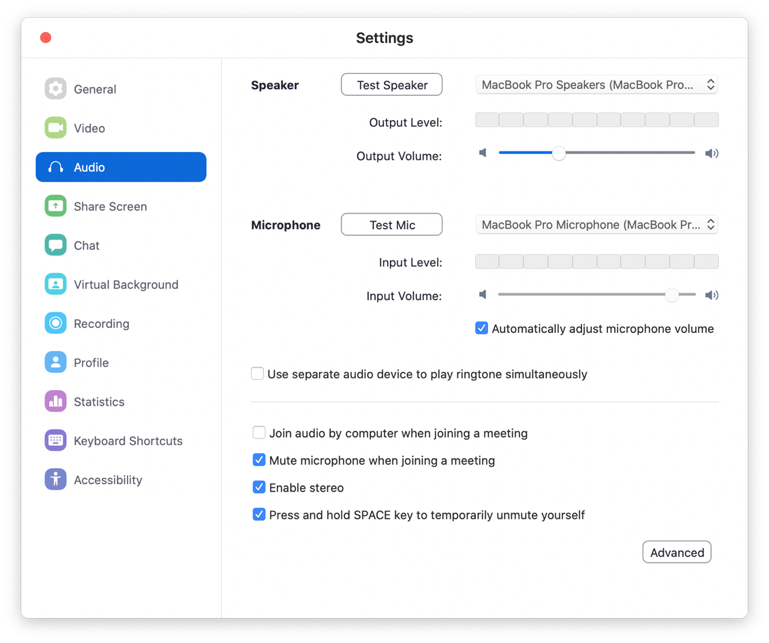 Settings
General
Video
Audio
Share Screen
Chat
Virtual Background
Recording
Profile
Statistics
Keyboard Shortcuts
Accessibility
Speaker
Test Speaker
MacBook Pro Speakers (MacBook Pro...
Output Level:
Output Volume:
Microphone
Test Mic
MacBook Pro Microphone (MacBook Pr...
Input Level:
Input Volume:
Automatically adjust microphone volume
Use separate audio device to play ringtone simultaneously
Join audio by computer when joining a meeting
Mute microphone when joining a meeting
Enable stereo
Press and hold SPACE key to temporarily unmute yourself
Advanced